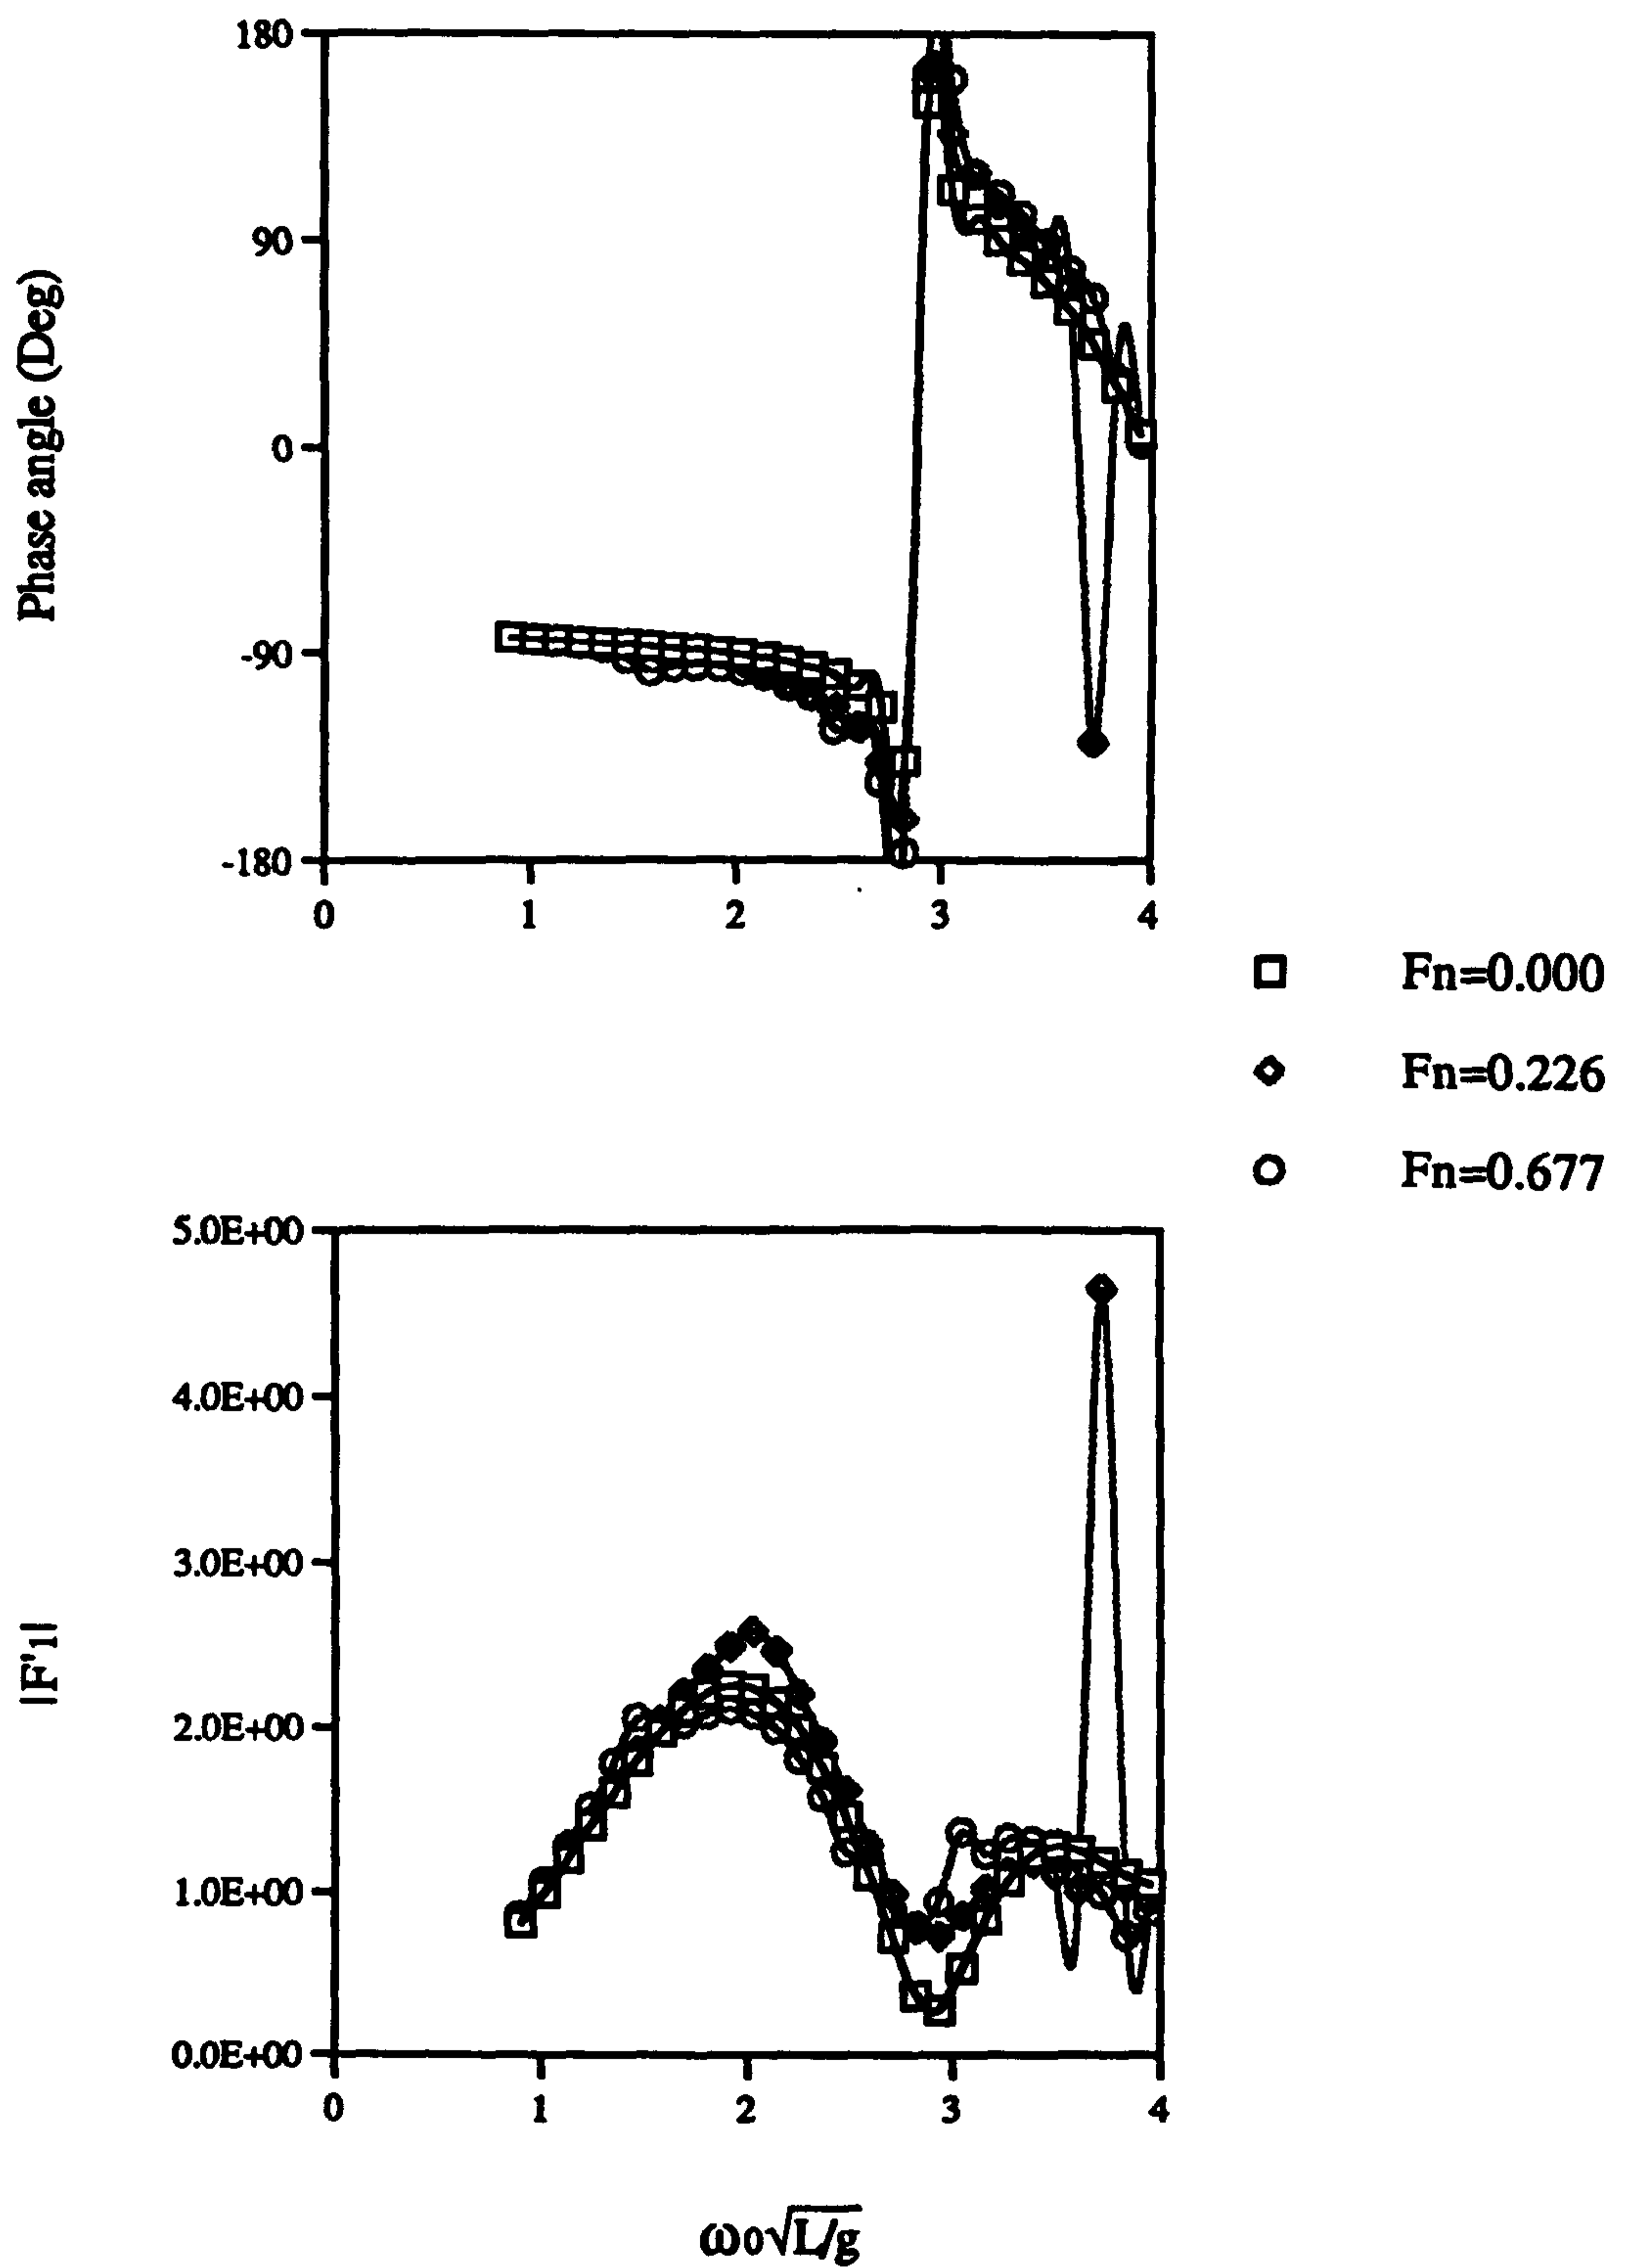 180
90
0
-90
-180
Phase angle (Deg)
0 1 2 3 4
Fn=0.000
Fn=0.226
Fn=0.677
5.0E+00
4.0E+00
3.0E+00
2.0E+00
1.0E+00
0.0E+00
|F'1|
0 1 2 3 4
ω0√L/g